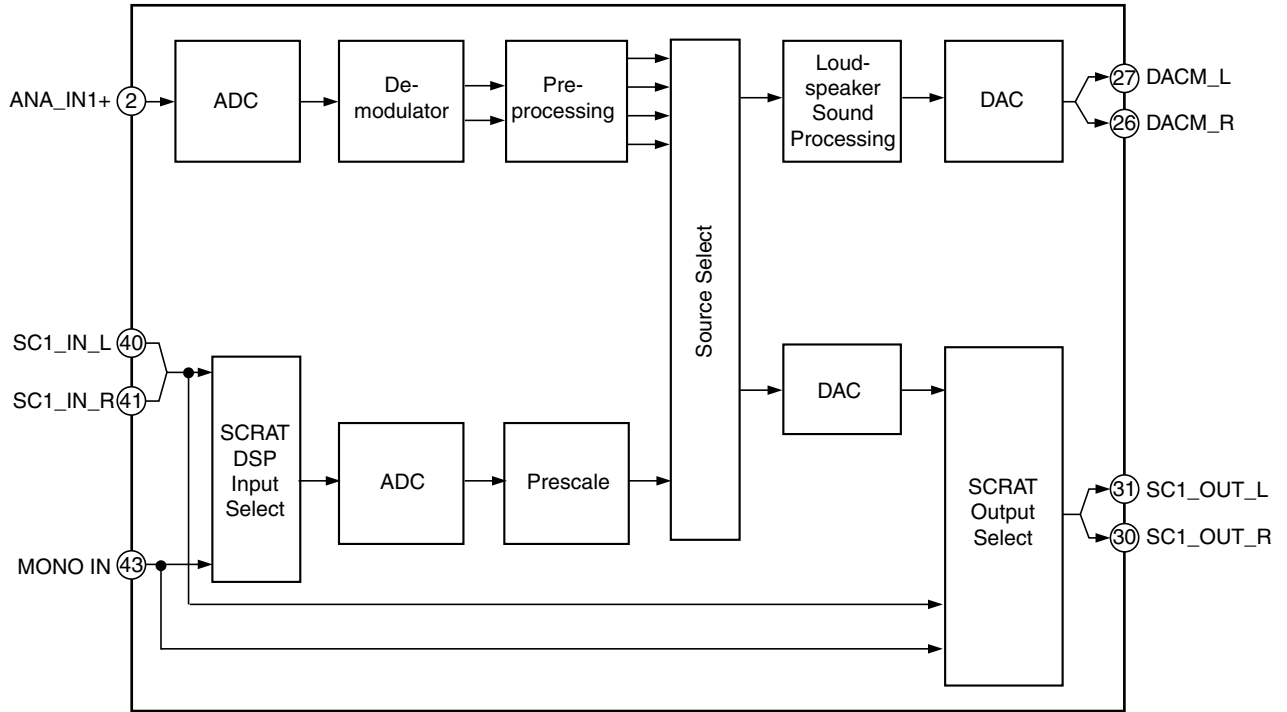 ANA_IN1+
2
ADC
De-
modulator
Pre-
processing
Loud-
speaker
Sound
Processing
DAC
27
DACM_L
26
DACM_R
Source Select
SC1_IN_L
40
SC1_IN_R
41
SCRAT
DSP
Input
Select
ADC
Prescale
DAC
SCRAT
Output
Select
31
SC1_OUT_L
30
SC1_OUT_R
MONO IN
43